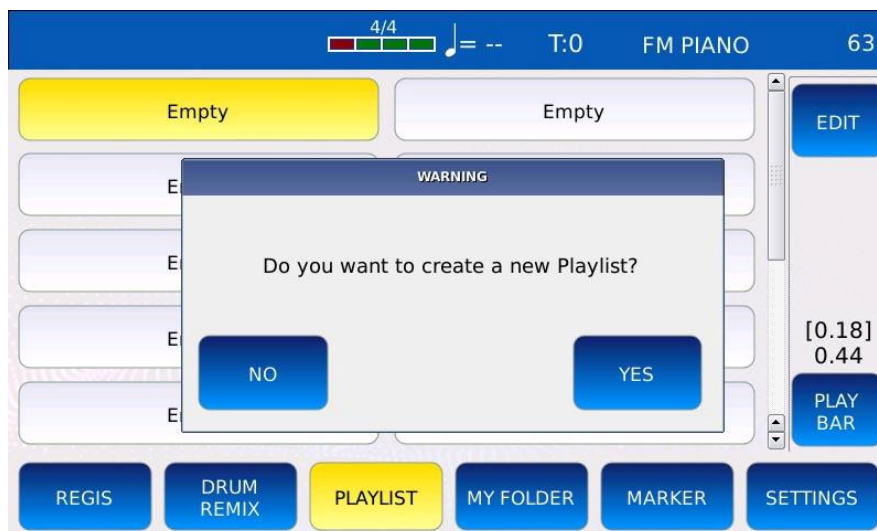 4/4
= --
T:0
FM PIANO
63
Empty
Empty
EDIT
WARNING
Do you want to create a new Playlist?
NO
YES
[0.18]
0.44
PLAY
BAR
REGIS
DRUM
REMIX
PLAYLIST
MY FOLDER
MARKER
SETTINGS